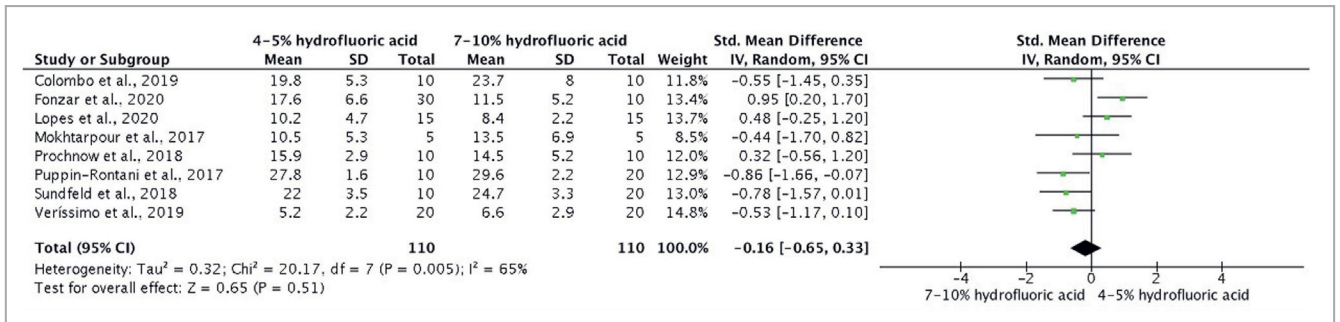 4-5% hydrofluoric acid 7-10% hydrofluoric acid Std. Mean Difference Std. Mean Difference
Study or Subgroup Mean SD Total Mean SD Total Weight IV, Random, 95% CI IV, Random, 95% CI
Colombo et al., 2019 19.8 5.3 10 23.7 8 10 11.8% -0.55 [-1.45, 0.35]
Fonzar et al., 2020 17.6 6.6 30 11.5 5.2 10 13.4% 0.95 [0.20, 1.70]
Lopes et al., 2020 10.2 4.7 15 8.4 2.2 15 13.7% 0.48 [-0.25, 1.20]
Mokhtarpour et al., 2017 10.5 5.3 5 13.5 6.9 5 8.5% -0.44 [-1.70, 0.82]
Prochnow et al., 2018 15.9 2.9 10 14.5 5.2 10 12.0% 0.32 [-0.56, 1.20]
Puppin-Rontani et al., 2017 27.8 1.6 10 29.6 2.2 20 12.9% -0.86 [-1.66, -0.07]
Sundfeld et al., 2018 22 3.5 10 24.7 3.3 20 13.0% -0.78 [-1.57, 0.01]
Veríssimo et al., 2019 5.2 2.2 20 6.6 2.9 20 14.8% -0.53 [-1.17, 0.10]
Total (95% CI) 110 110 100.0% -0.16 [-0.65, 0.33]
Heterogeneity: Tau² = 0.32; Chi² = 20.17, df = 7 (P = 0.005); I² = 65%
Test for overall effect: Z = 0.65 (P = 0.51)
-4 -2 0 2 4
7-10% hydrofluoric acid 4-5% hydrofluoric acid